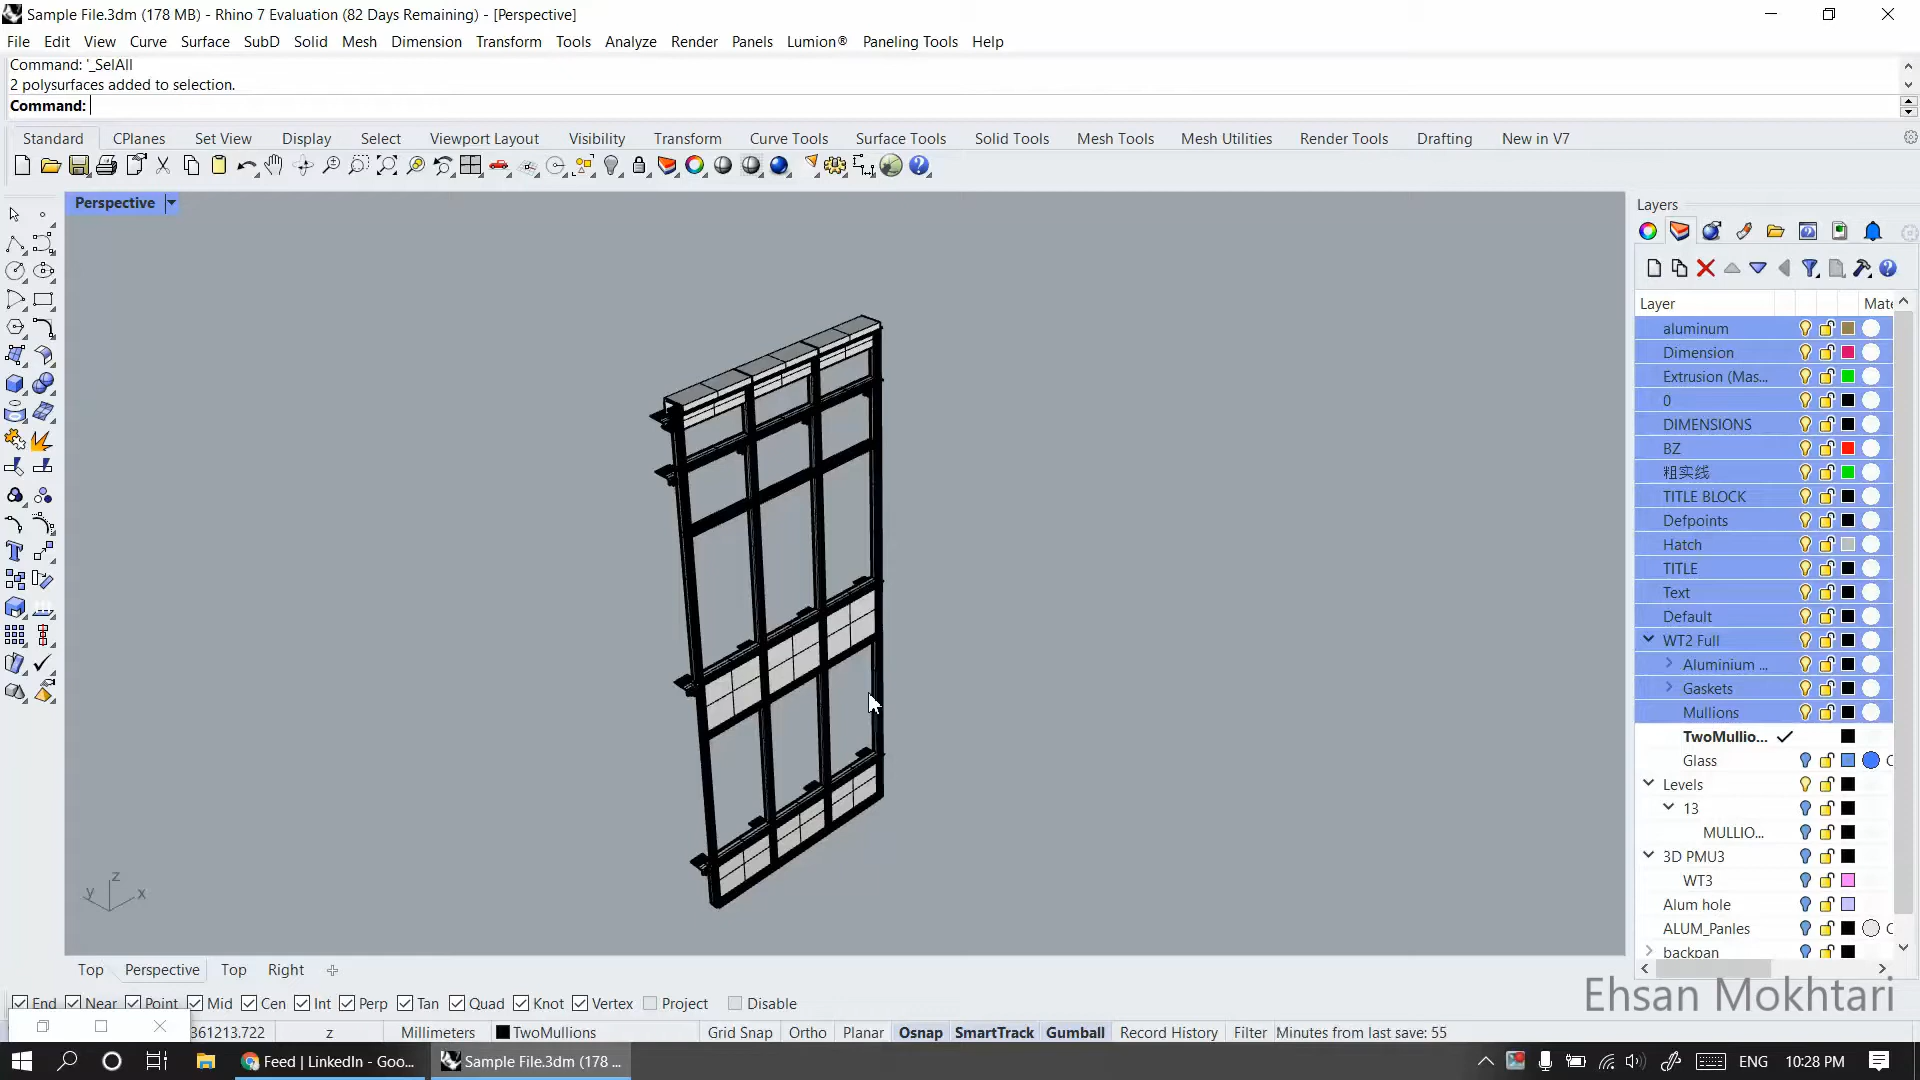 Sample File.3dm (178 MB) - Rhino 7 Evaluation (82 Days Remaining) - [Perspective]
File Edit View Curve Surface SubD Solid Mesh Dimension Transform Tools Analyze Render Panels Lumion® Paneling Tools Help
Command: '_SelAll
2 polysurfaces added to selection.
Command:
Standard CPlanes Set View Display Select Viewport Layout Visibility Transform Curve Tools Surface Tools Solid Tools Mesh Tools Mesh Utilities Render Tools Drafting New in V7
Perspective
Layers
Layer Mate
aluminum
Dimension
Extrusion (Mas...
0
DIMENSIONS
BZ
粗实线
TITLE BLOCK
Defpoints
Hatch
TITLE
Text
Default
WT2 Full
Aluminium ...
Gaskets
Mullions
TwoMullio...
Glass
Levels
13
MULLIO...
3D PMU3
WT3
Alum hole
ALUM_Panles
backpan
z
y x
Top Perspective Top Right
Ehsan Mokhtari
End Near Point Mid Cen Int Perp Tan Quad Knot Vertex Project Disable
361213.722 z Millimeters TwoMullions Grid Snap Ortho Planar Osnap SmartTrack Gumball Record History Filter Minutes from last save: 55
Feed | LinkedIn - Goo... Sample File.3dm (178 ... ENG 10:28 PM